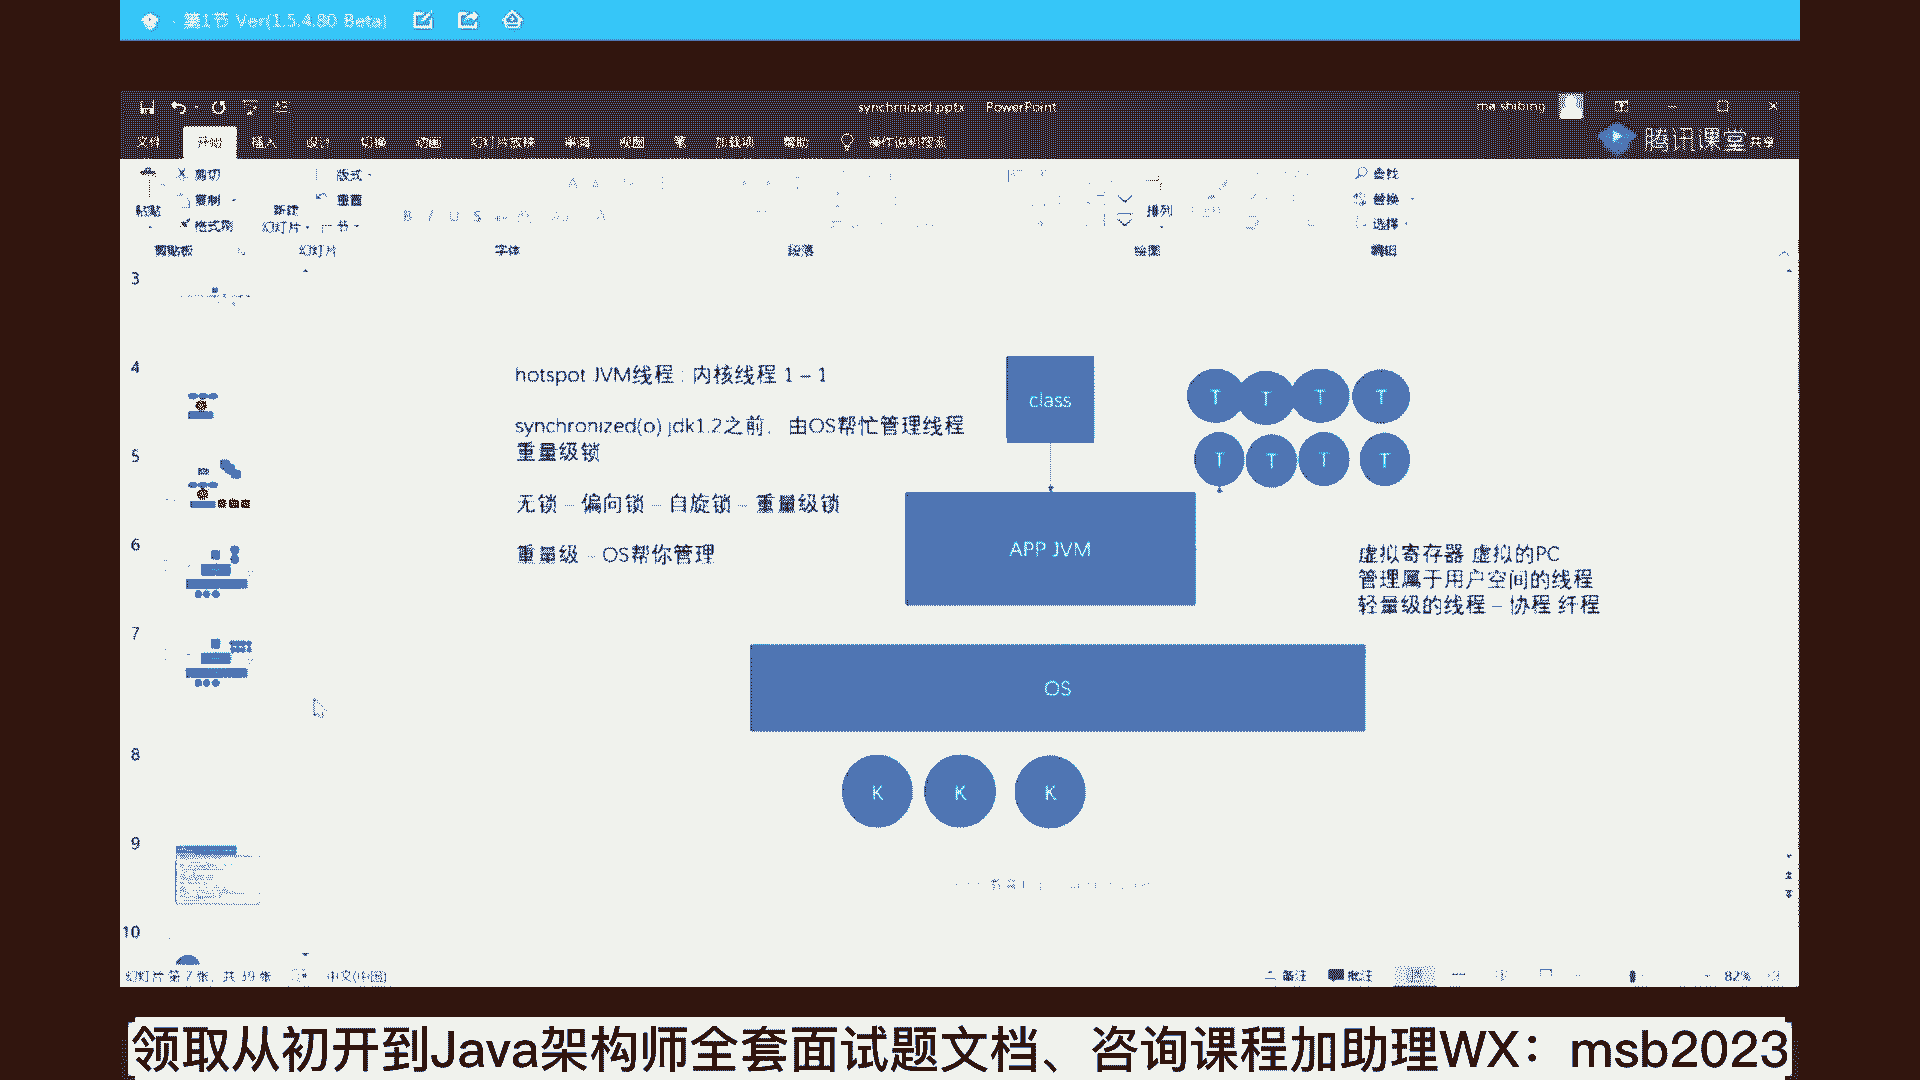 第1节 Ver(1.5.4.80 Beta)
synchrnized.pptx - PowerPoint
ma shibing
文件 开始 插入 设计 切换 动画 幻灯片放映 审阅 视图 笔 加载项 帮助 操作说明搜索
腾讯课堂 共享
粘贴
剪切
复制
格式刷
新建
幻灯片
版式
重置
节
B I U S
排列
查找
替换
选择
剪贴板 幻灯片 字体 段落 绘图 编辑
3
4
5
6
7
8
9
10
hotspot JVM线程 : 内核线程 1 – 1
synchronized(o) jdk1.2之前, 由OS帮忙管理线程
重量级锁
无锁 – 偏向锁 – 自旋锁 – 重量级锁
重量级 – OS帮你管理
class
T T T T
T T T T
APP JVM
虚拟寄存器 虚拟的PC
管理属于用户空间的线程
轻量级的线程 – 协程 纤程
OS
K K K
幻灯片 第 7 张, 共 39 张 中文(中国)
备注 批注 82%
领取从初开到Java架构师全套面试题文档、咨询课程加助理WX：msb2023